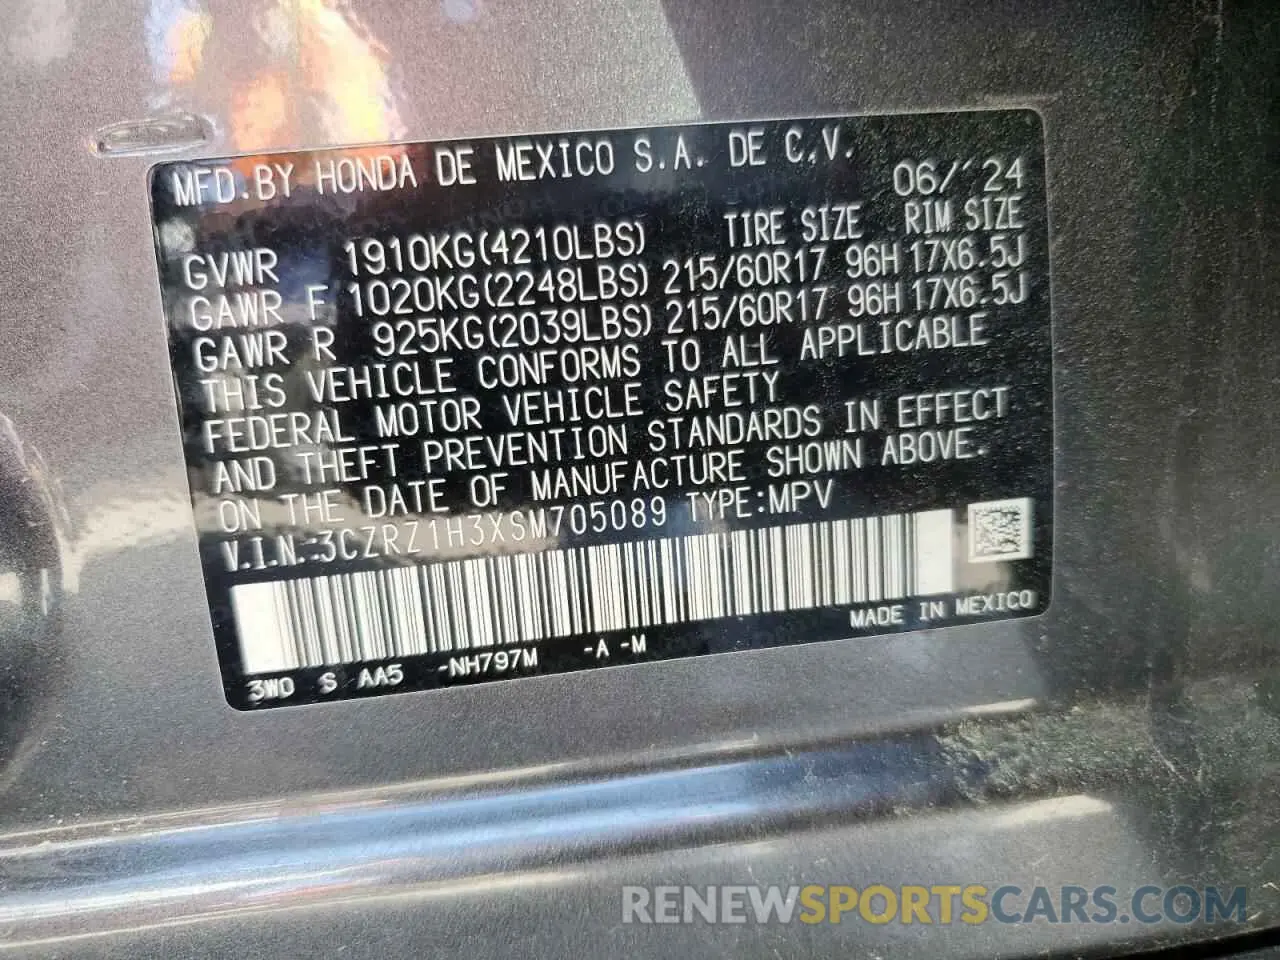 MFD.BY HONDA DE MEXICO S.A. DE C.V.
06/'24
TIRE SIZE RIM SIZE
GVWR 1910KG(4210LBS)
GAWR F 1020KG(2248LBS) 215/60R17 96H 17X6.5J
GAWR R 925KG(2039LBS) 215/60R17 96H 17X6.5J
THIS VEHICLE CONFORMS TO ALL APPLICABLE
FEDERAL MOTOR VEHICLE SAFETY
AND THEFT PREVENTION STANDARDS IN EFFECT
ON THE DATE OF MANUFACTURE SHOWN ABOVE.
V.I.N.:3CZRZ1H3XSM705089 TYPE:MPV
MADE IN MEXICO
3W0 S AA5 -NH797M -A -M
RENEWSPORTSCARS.COM